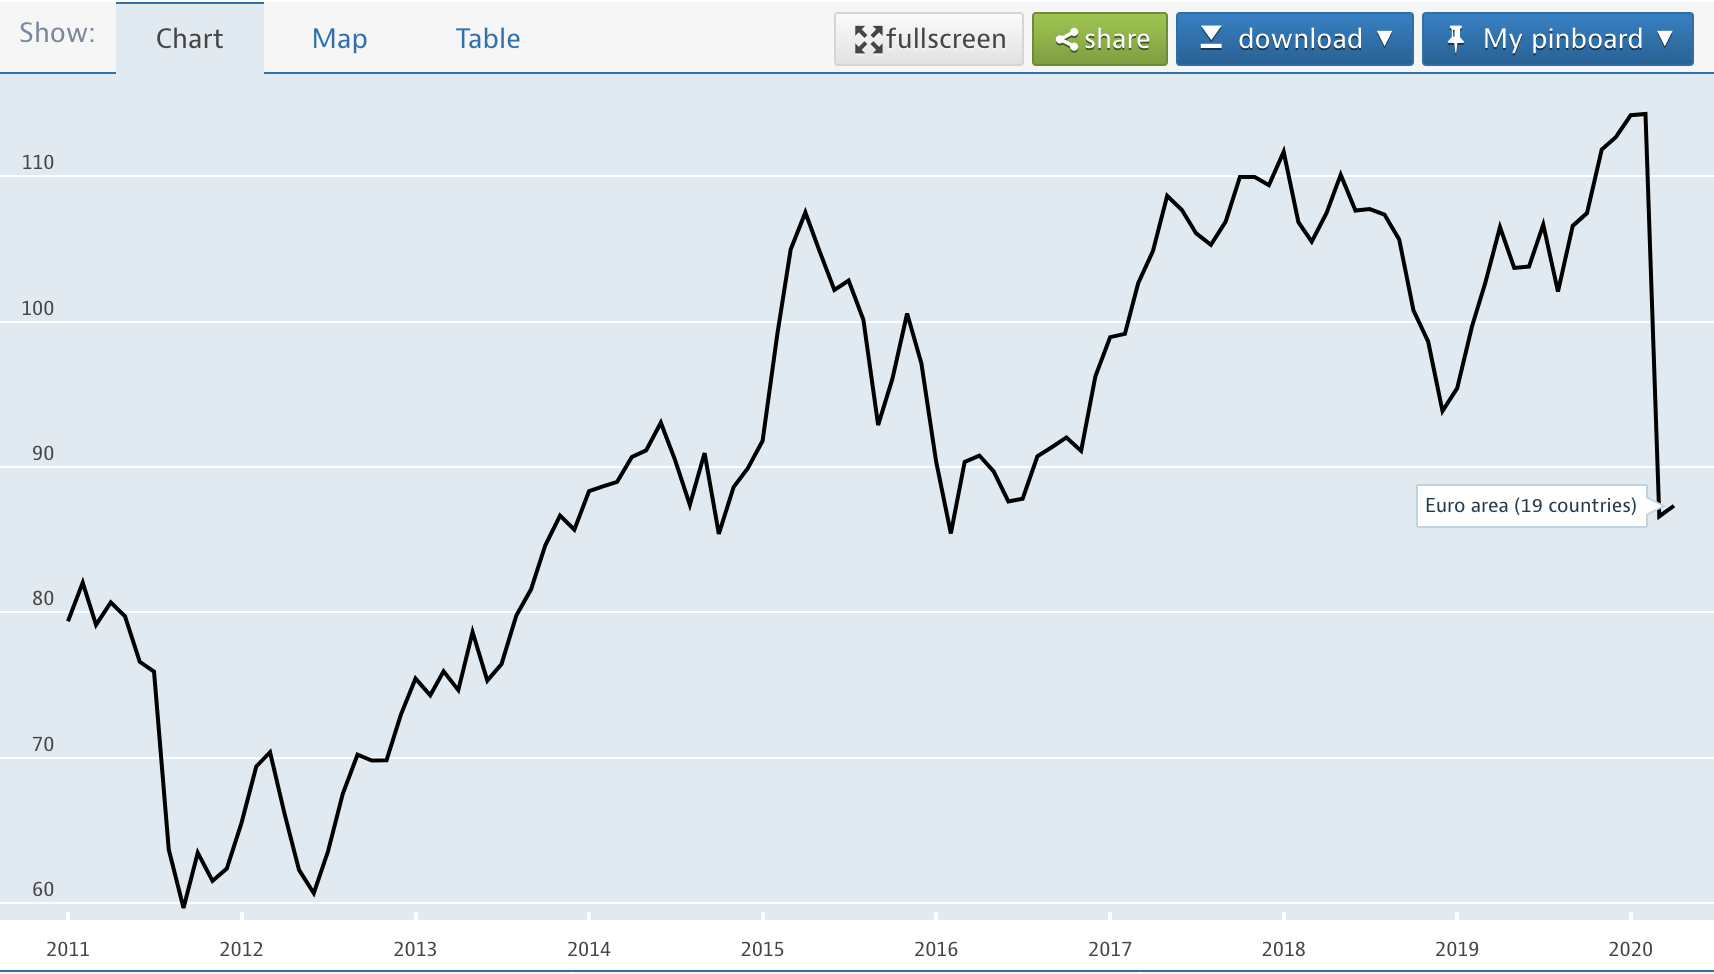 Show: Chart Map Table fullscreen share download ▼ My pinboard ▼
110
100
90
Euro area (19 countries)
80
70
60
2011 2012 2013 2014 2015 2016 2017 2018 2019 2020